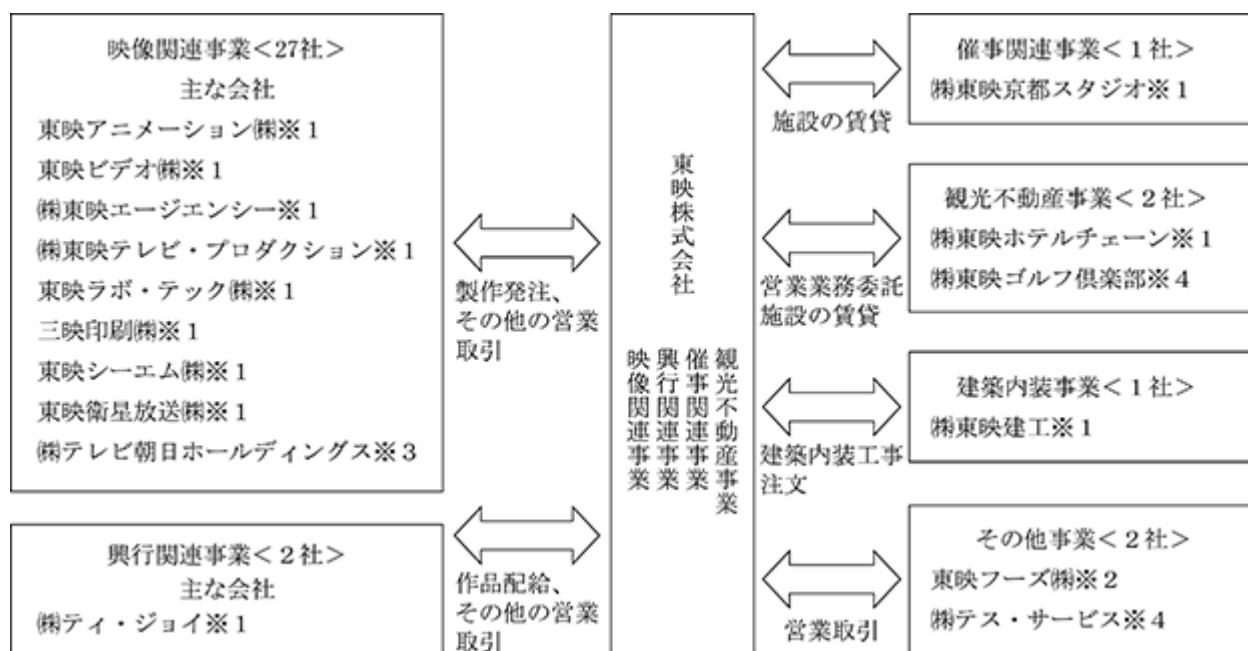 映像関連事業<27社>
主な会社
東映アニメーション㈱※1
東映ビデオ㈱※1
㈱東映エージエンシー※1
㈱東映テレビ・プロダクション※1
東映ラボ・テック㈱※1
三映印刷㈱※1
東映シーエム㈱※1
東映衛星放送㈱※1
㈱テレビ朝日ホールディングス※3
興行関連事業<2社>
主な会社
㈱ティ・ジョイ※1
製作発注、
その他の営業
取引
作品配給、
その他の営業
取引
東映株式会社
観光不動産事業
催事関連事業
興行関連事業
映像関連事業
施設の賃貸
営業業務委託
施設の賃貸
建築内装工事
注文
営業取引
催事関連事業<1社>
㈱東映京都スタジオ※1
観光不動産事業<2社>
㈱東映ホテルチェーン※1
㈱東映ゴルフ倶楽部※4
建築内装事業<1社>
㈱東映建工※1
その他事業<2社>
東映フーズ㈱※2
㈱テス・サービス※4